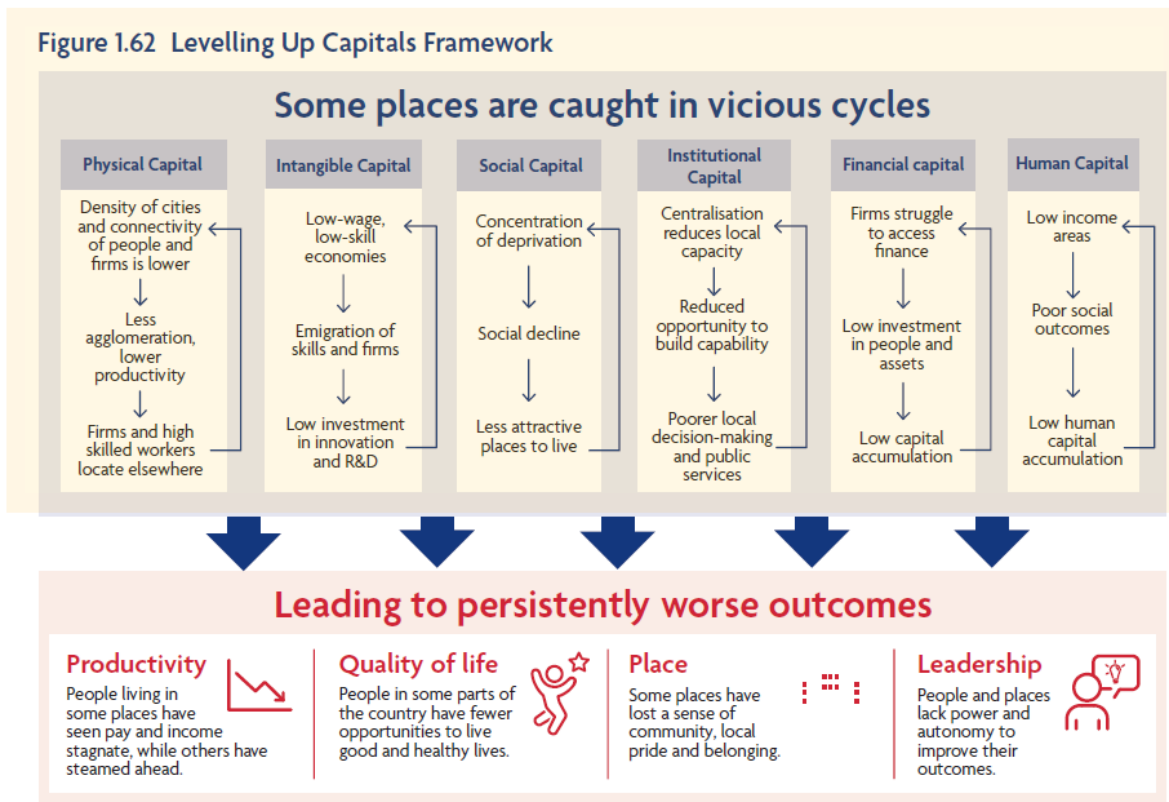 Figure 1.62 Levelling Up Capitals Framework
Some places are caught in vicious cycles
Physical Capital
Density of cities
and connectivity
of people and
firms is lower
Less
agglomeration,
lower
productivity
Firms and high
skilled workers
locate elsewhere
Intangible Capital
Low-wage,
low-skill
economies
Emigration of
skills and firms
Low investment
in innovation
and R&D
Social Capital
Concentration
of deprivation
Social decline
Less attractive
places to live
Institutional
Capital
Centralisation
reduces local
capacity
Reduced
opportunity to
build capability
Poorer local
decision-making
and public
services
Financial capital
Firms struggle
to access
finance
Low investment
in people and
assets
Low capital
accumulation
Human Capital
Low income
areas
Poor social
outcomes
Low human
capital
accumulation
Leading to persistently worse outcomes
Productivity
People living in
some places have
seen pay and income
stagnate, while others have
steamed ahead.
Quality of life
People in some parts of
the country have fewer
opportunities to live
good and healthy lives.
Place
Some places have
lost a sense of
community, local
pride and belonging.
Leadership
People and places
lack power and
autonomy to
improve their
outcomes.